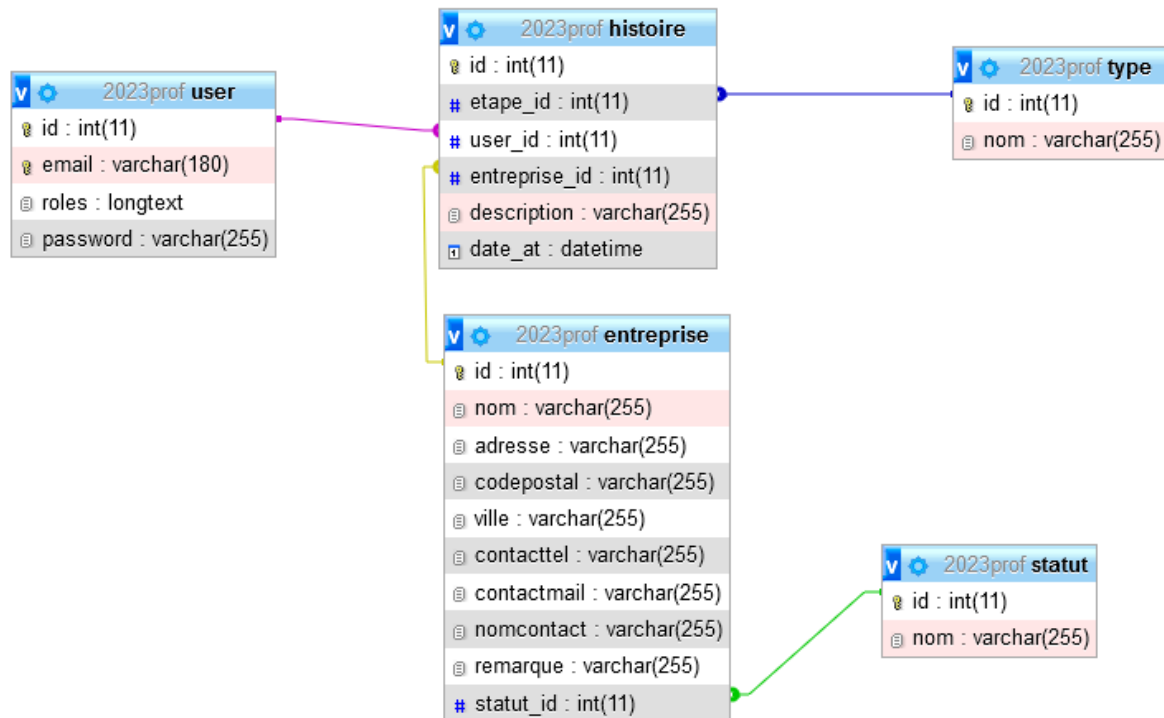 v 2023prof user
id : int(11)
email : varchar(180)
roles : longtext
password : varchar(255)
v 2023prof histoire
id : int(11)
# etape_id : int(11)
# user_id : int(11)
# entreprise_id : int(11)
description : varchar(255)
date_at : datetime
v 2023prof type
id : int(11)
nom : varchar(255)
v 2023prof entreprise
id : int(11)
nom : varchar(255)
adresse : varchar(255)
codepostal : varchar(255)
ville : varchar(255)
contacttel : varchar(255)
contactmail : varchar(255)
nomcontact : varchar(255)
remarque : varchar(255)
# statut_id : int(11)
v 2023prof statut
id : int(11)
nom : varchar(255)